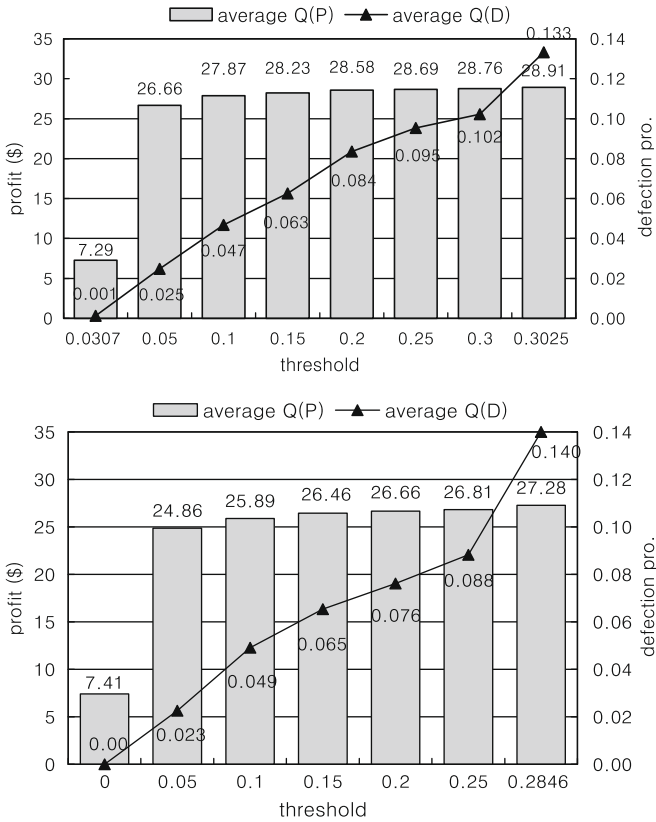 average Q(P) average Q(D)
35 0.133 0.14
30 26.66 27.87 28.23 28.58 28.69 28.76 28.91 0.12
25 0.102 0.10
20 0.095 0.08
15 0.084 0.06
10 0.063 0.04
7.29 0.047
5 0.001 0.025 0.02
0 0.00
0.0307 0.05 0.1 0.15 0.2 0.25 0.3 0.3025
threshold
profit ($)
defection pro.
average Q(P) average Q(D)
35 0.140 0.14
30 24.86 25.89 26.46 26.66 26.81 27.28 0.12
25 0.10
20 0.088 0.08
15 0.065 0.076 0.06
10 0.049 0.04
7.41
5 0.00 0.023 0.02
0 0.00
0 0.05 0.1 0.15 0.2 0.25 0.2846
threshold
profit ($)
defection pro.